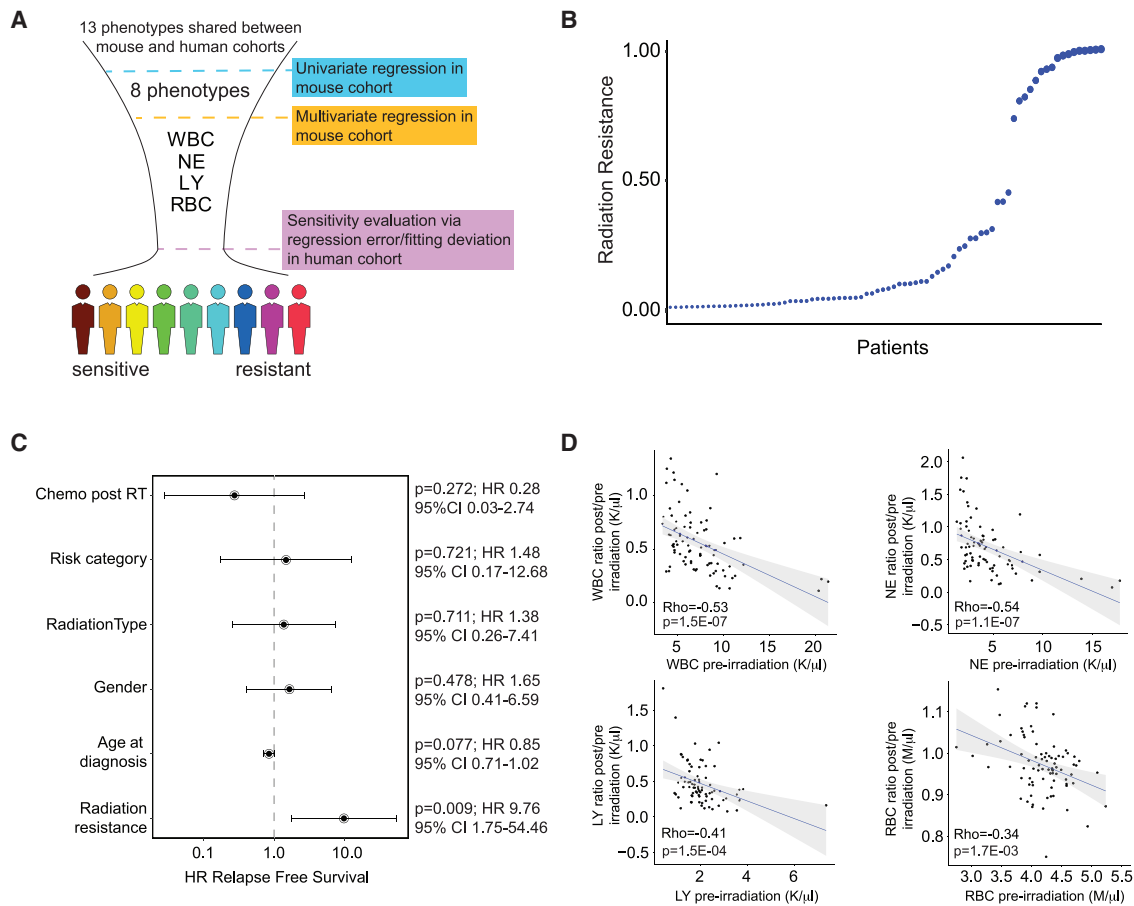 A
13 phenotypes shared between
mouse and human cohorts
Univariate regression in
mouse cohort
8 phenotypes
Multivariate regression in
mouse cohort
WBC
NE
LY
RBC
Sensitivity evaluation via
regression error/fitting deviation
in human cohort
sensitive
resistant
B
Radiation Resistance
1.00
0.50
0.00
Patients
C
Chemo post RT
p=0.272; HR 0.28
95%CI 0.03-2.74
Risk category
p=0.721; HR 1.48
95% CI 0.17-12.68
RadiationType
p=0.711; HR 1.38
95% CI 0.26-7.41
Gender
p=0.478; HR 1.65
95% CI 0.41-6.59
Age at
diagnosis
p=0.077; HR 0.85
95% CI 0.71-1.02
Radiation
resistance
p=0.009; HR 9.76
95% CI 1.75-54.46
0.1 1.0 10.0
HR Relapse Free Survival
D
WBC ratio post/pre
irradiation (K/µl)
1.0
0.5
0.0
Rho=-0.53
p=1.5E-07
5 10 15 20
WBC pre-irradiation (K/µl)
NE ratio post/pre
irradiation (K/µl)
2.0
1.5
1.0
0.5
0.0
−0.5
Rho=-0.54
p=1.1E-07
5 10 15
NE pre-irradiation (K/µl)
LY ratio post/pre
irradiation (K/µl)
1.5
1.0
0.5
0.0
−0.5
Rho=-0.41
p=1.5E-04
2 4 6
LY pre-irradiation (K/µl)
RBC ratio post/pre
irradiation (M/µl)
1.1
1.0
0.9
0.8
Rho=-0.34
p=1.7E-03
3.0 3.5 4.0 4.5 5.0 5.5
RBC pre-irradiation (M/µl)